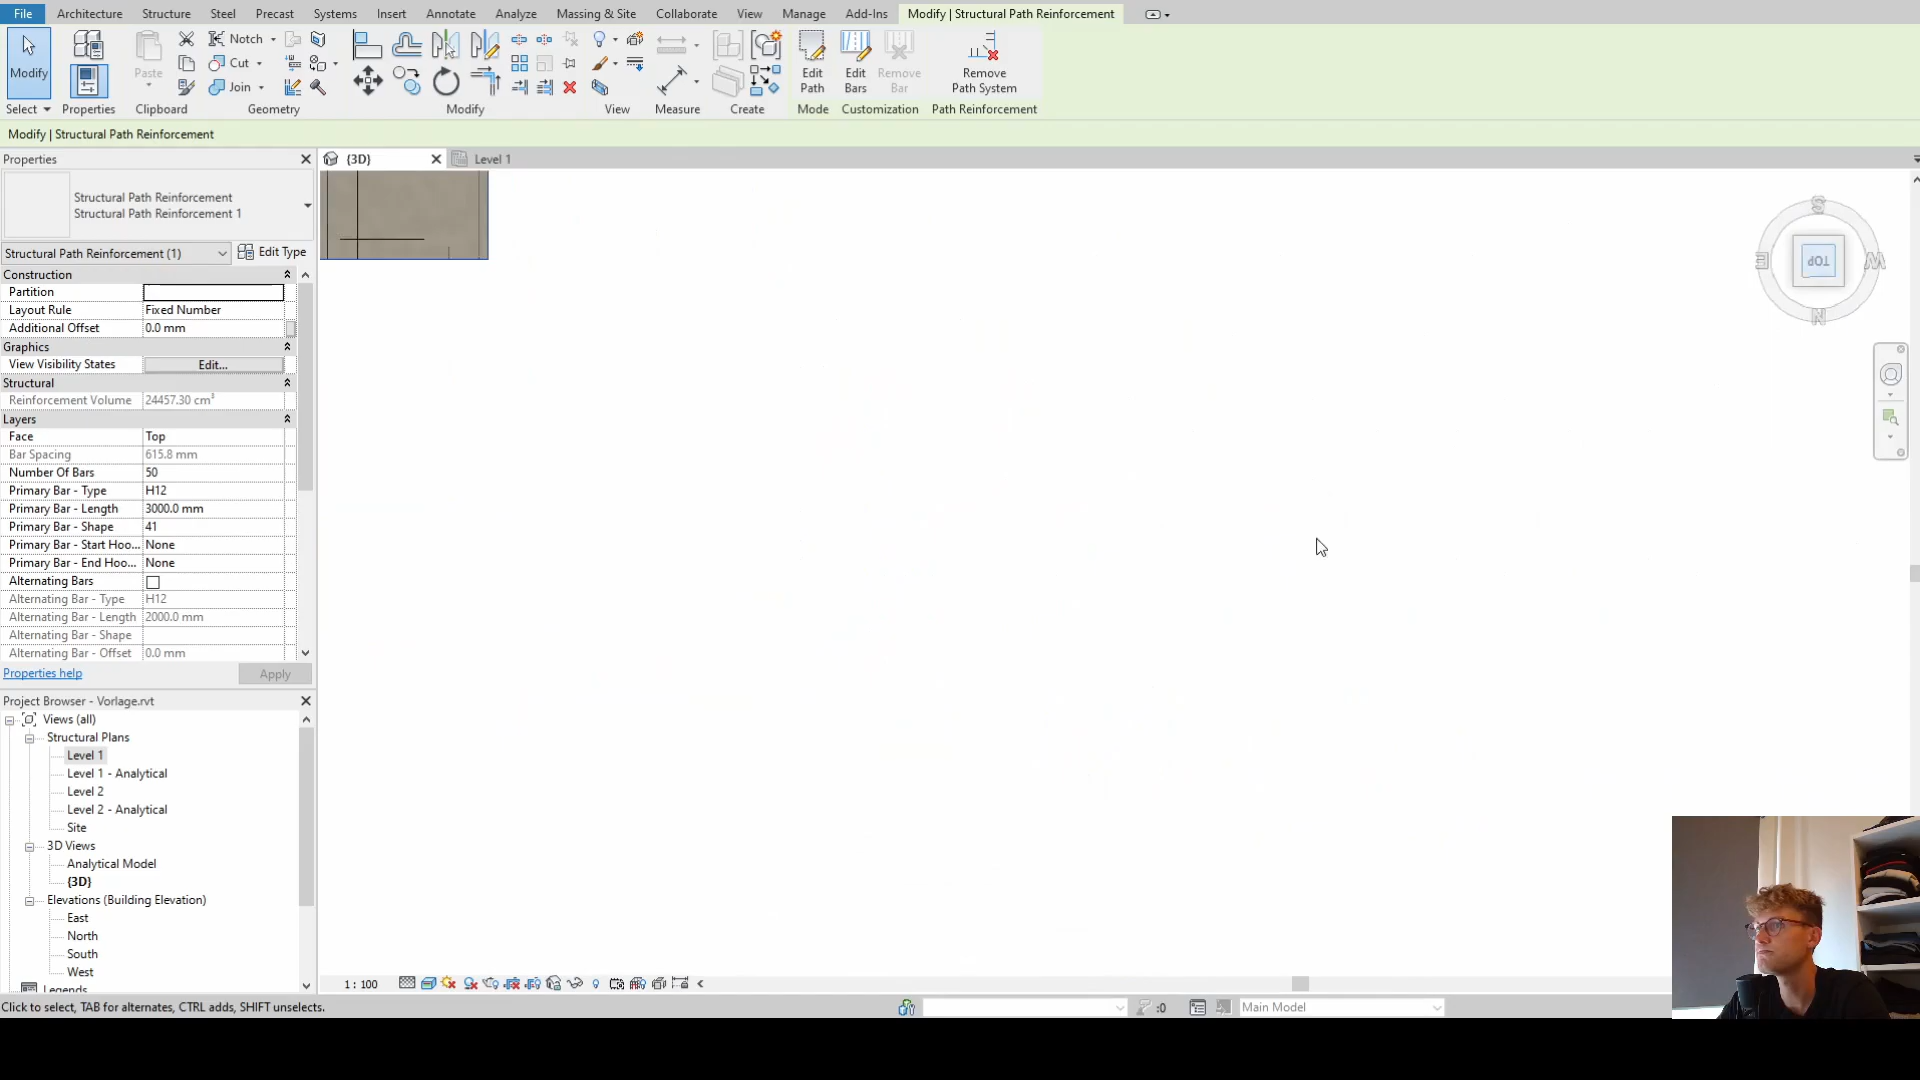 File Architecture Structure Steel Precast Systems Insert Annotate Analyze Massing & Site Collaborate View Manage Add-Ins Modify | Structural Path Reinforcement
Modify Paste Notch Cut Join Edit Path Edit Bars Remove Bar Remove Path System
Select Properties Clipboard Geometry Modify View Measure Create Mode Customization Path Reinforcement
Modify | Structural Path Reinforcement
Properties {3D} Level 1
Structural Path Reinforcement
Structural Path Reinforcement 1
Structural Path Reinforcement (1) Edit Type
Construction
Partition
Layout Rule Fixed Number
Additional Offset 0.0 mm
Graphics
View Visibility States Edit...
Structural
Reinforcement Volume 24457.30 cm³
Layers
Face Top
Bar Spacing 615.8 mm
Number Of Bars 50
Primary Bar - Type H12
Primary Bar - Length 3000.0 mm
Primary Bar - Shape 41
Primary Bar - Start Hoo... None
Primary Bar - End Hoo... None
Alternating Bars
Alternating Bar - Type H12
Alternating Bar - Length 2000.0 mm
Alternating Bar - Shape
Alternating Bar - Offset 0.0 mm
Properties help Apply
Project Browser - Vorlage.rvt
Views (all)
Structural Plans
Level 1
Level 1 - Analytical
Level 2
Level 2 - Analytical
Site
3D Views
Analytical Model
{3D}
Elevations (Building Elevation)
East
North
South
West
Legends
S
E TOP W
N
1 : 100
Click to select, TAB for alternates, CTRL adds, SHIFT unselects. :0 Main Model